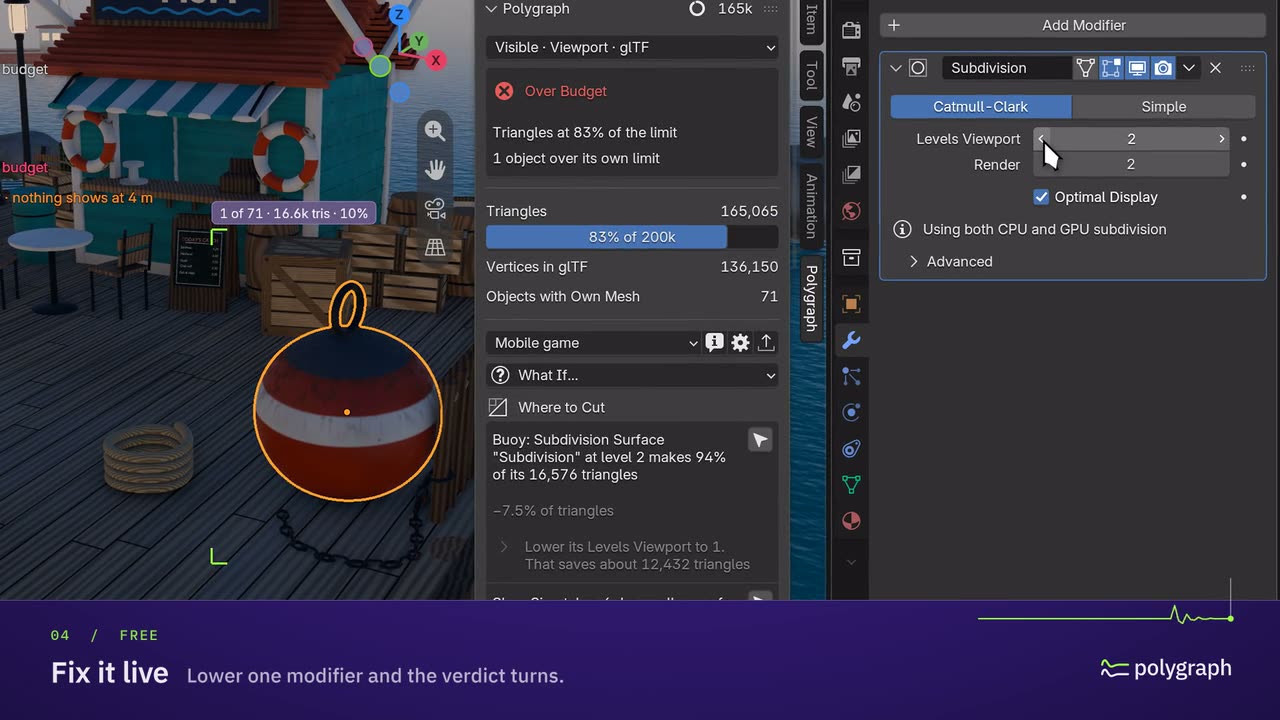 budget
budget
· nothing shows at 4 m
1 of 71 · 16.6k tris · 10%
Z
Y
X
Polygraph
165k
Visible · Viewport · glTF
Over Budget
Triangles at 83% of the limit
1 object over its own limit
Triangles 165,065
83% of 200k
Vertices in glTF 136,150
Objects with Own Mesh 71
Mobile game
What If...
Where to Cut
Buoy: Subdivision Surface
"Subdivision" at level 2 makes 94%
of its 16,576 triangles
−7.5% of triangles
Lower its Levels Viewport to 1.
That saves about 12,432 triangles
Item
Tool
View
Animation
Polygraph
Add Modifier
Subdivision
Catmull-Clark
Simple
Levels Viewport 2
Render 2
Optimal Display
Using both CPU and GPU subdivision
Advanced
04 / FREE
Fix it live Lower one modifier and the verdict turns.
polygraph